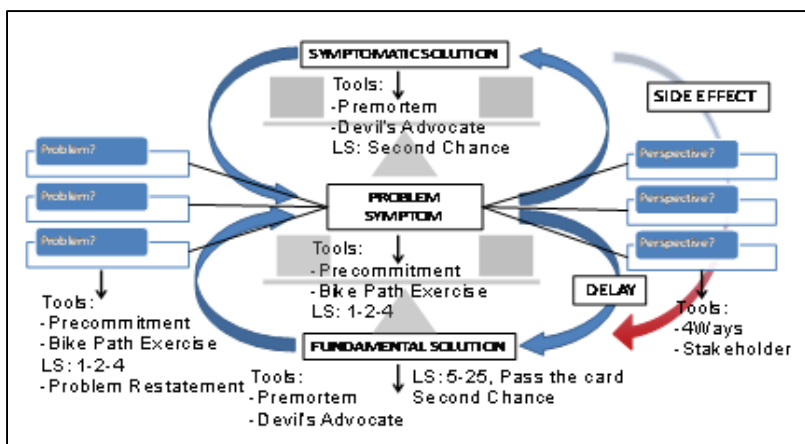 SYMPTOMATIC SOLUTION
Tools:
-Premortem
-Devil's Advocate
LS: Second Chance
SIDE EFFECT
Problem?
Problem?
Problem?
PROBLEM
SYMPTOM
Perspective?
Perspective?
Perspective?
Tools:
-Precommitment
-Bike Path Exercise
LS: 1-2-4
DELAY
Tools:
-Precommitment
-Bike Path Exercise
LS: 1-2-4
-Problem Restatement
Tools:
-4Ways
-Stakeholder
FUNDAMENTAL SOLUTION
Tools:
-Premortem
-Devil's Advocate
LS: 5-25, Pass the card
Second Chance